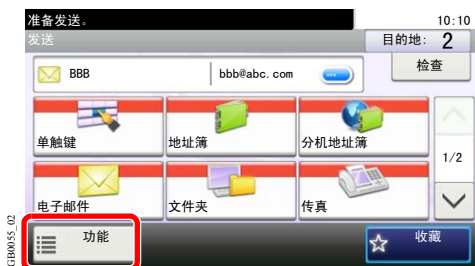 准备发送。 10:10
发送 目的地: 2
BBB bbb@abc.com 检查
单触键 地址簿 分机地址簿
1/2
电子邮件 文件夹 传真
功能 收藏
GB0055_02